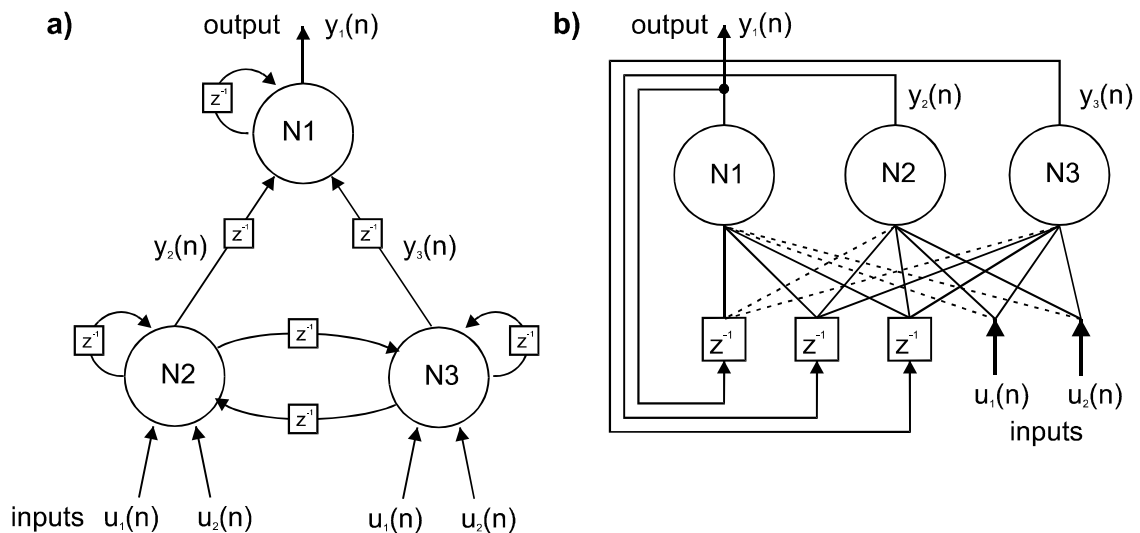 a)
output y₁(n)
z⁻¹
N1
z⁻¹ z⁻¹
y₂(n) y₃(n)
z⁻¹ z⁻¹ z⁻¹
N2 N3
z⁻¹
inputs u₁(n) u₂(n) u₁(n) u₂(n)
b)
output y₁(n)
y₂(n) y₃(n)
N1 N2 N3
z⁻¹ z⁻¹ z⁻¹
u₁(n) u₂(n)
inputs